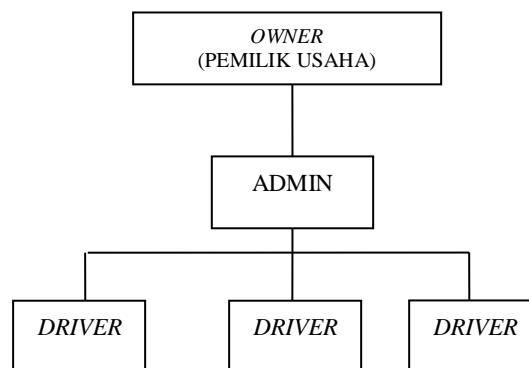 OWNER
(PEMILIK USAHA)
ADMIN
DRIVER
DRIVER
DRIVER